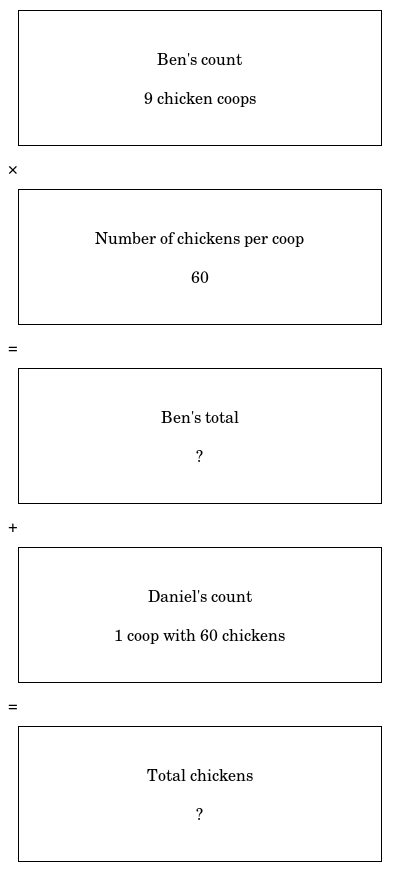 Ben's count
9 chicken coops
×
Number of chickens per coop
60
=
Ben's total
?
+
Daniel's count
1 coop with 60 chickens
=
Total chickens
?